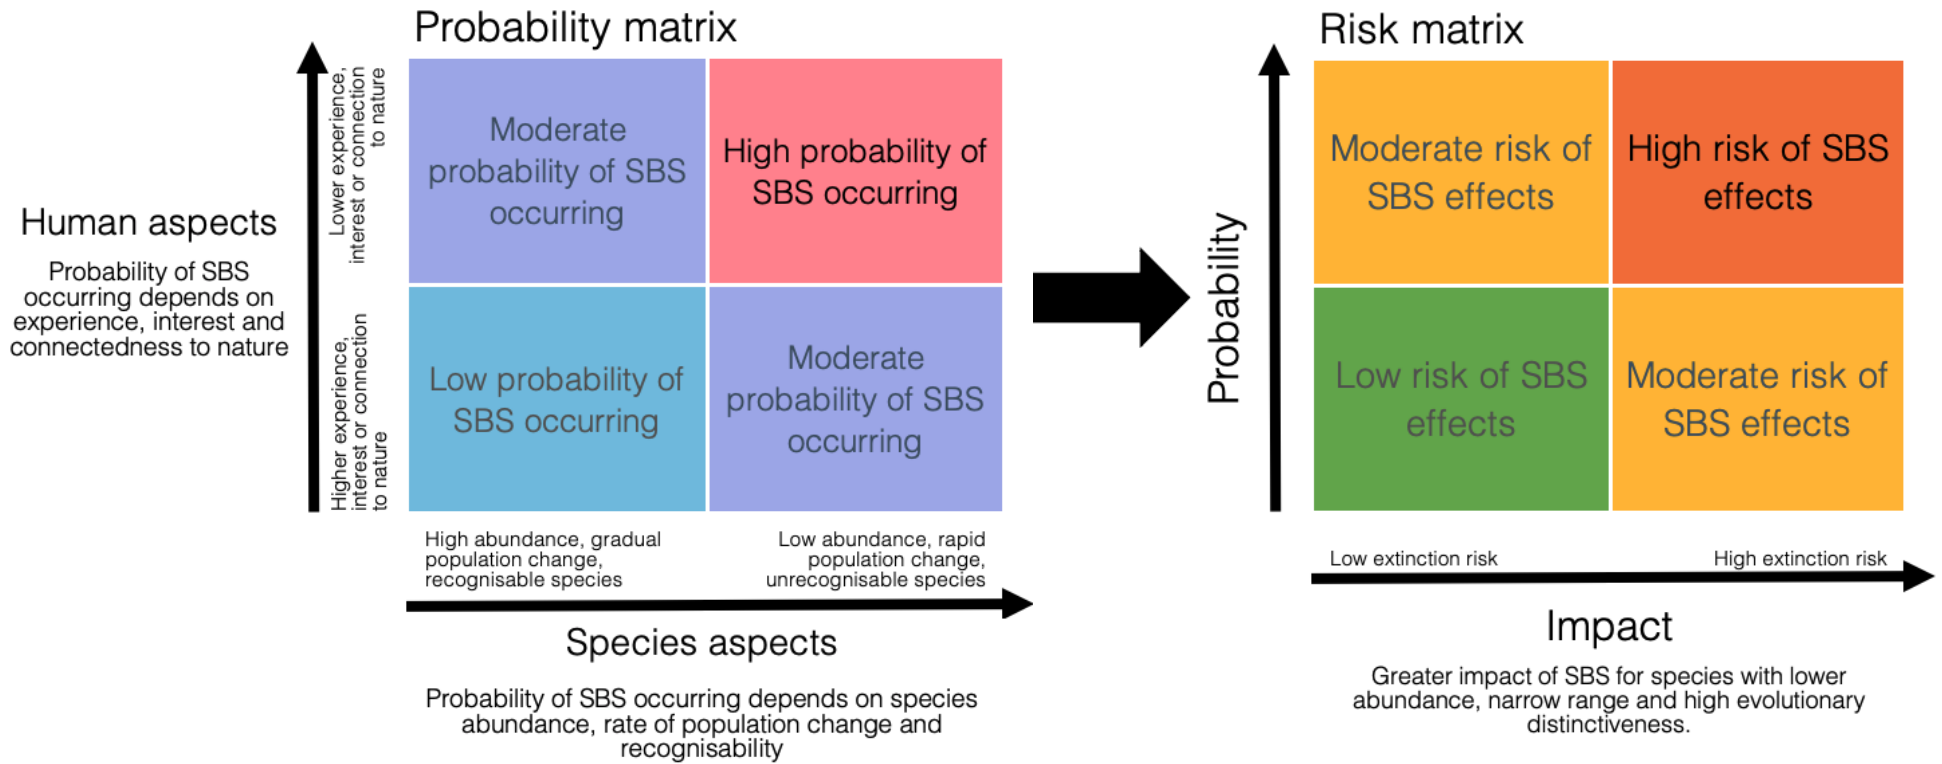 Probability matrix
Human aspects
Probability of SBS
occurring depends on
experience, interest and
connectedness to nature
Lower experience,
interest or connection
to nature
Higher experience,
interest or connection
to nature
Moderate
probability of SBS
occurring
High probability of
SBS occurring
Low probability of
SBS occurring
Moderate
probability of SBS
occurring
High abundance, gradual
population change,
recognisable species
Low abundance, rapid
population change,
unrecognisable species
Species aspects
Probability of SBS occurring depends on species
abundance, rate of population change and
recognisability
Risk matrix
Probability
Moderate risk of
SBS effects
High risk of SBS
effects
Low risk of SBS
effects
Moderate risk of
SBS effects
Low extinction risk
High extinction risk
Impact
Greater impact of SBS for species with lower
abundance, narrow range and high evolutionary
distinctiveness.